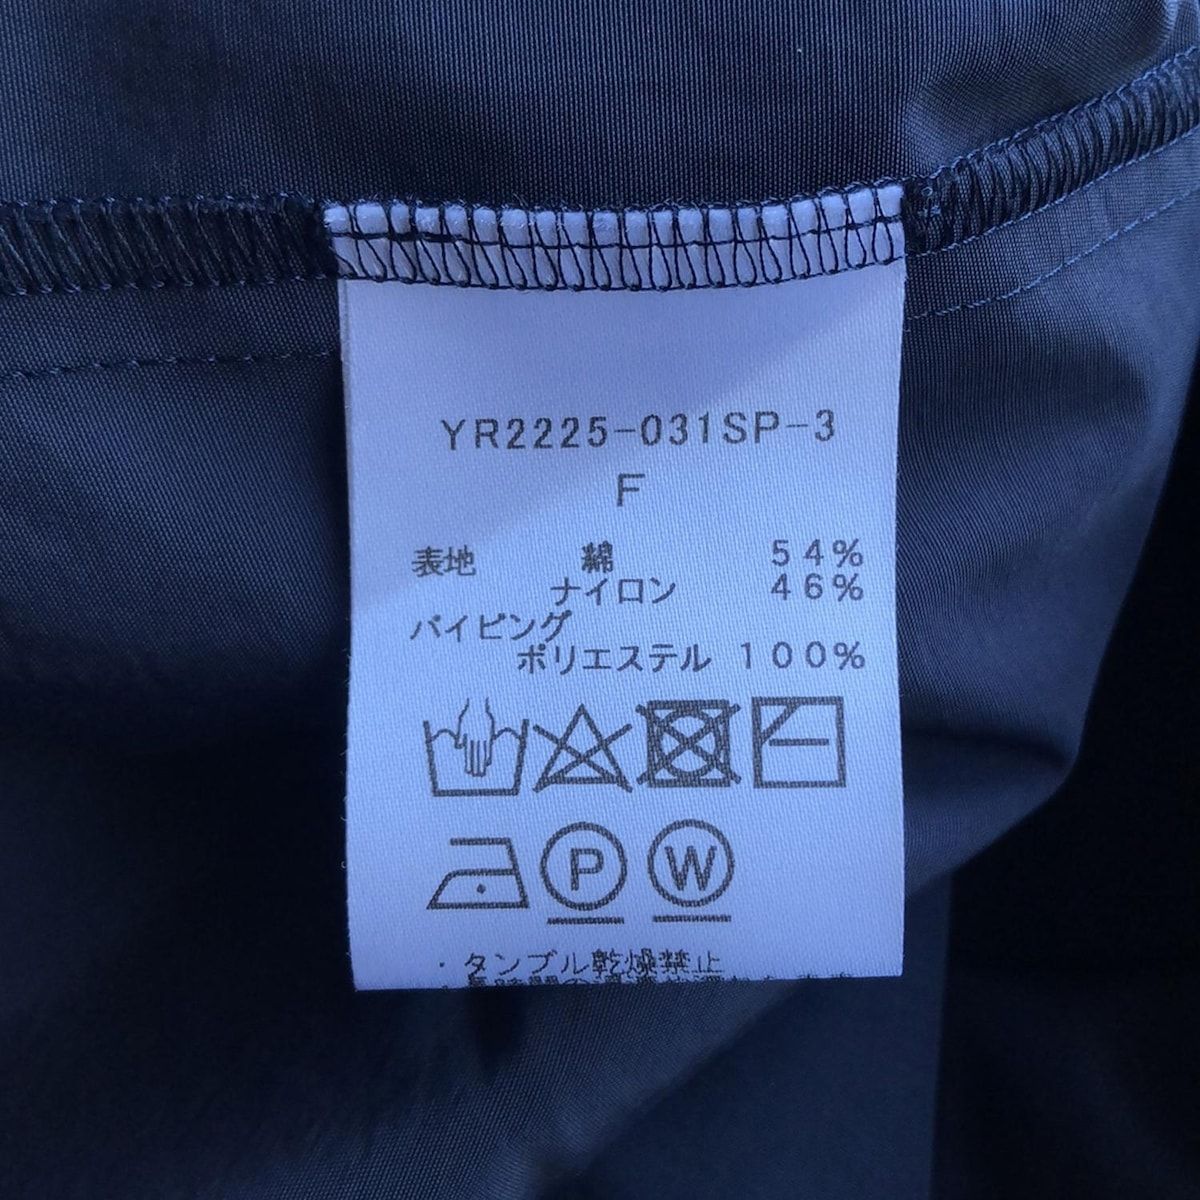 YR2225-031SP-3
F
表地 綿 54%
ナイロン 46%
パイピング
ポリエステル 100%
P W
・タンブル乾燥禁止